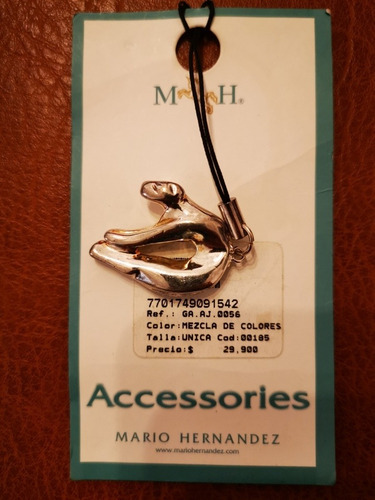 M H®
7701749091542
Ref.: GA.AJ.0056
Color:MEZCLA DE COLORES
Talla:UNICA Cod:00185
Precio:$ 29,900
Accessories
MARIO HERNANDEZ
www.mariohernandez.com